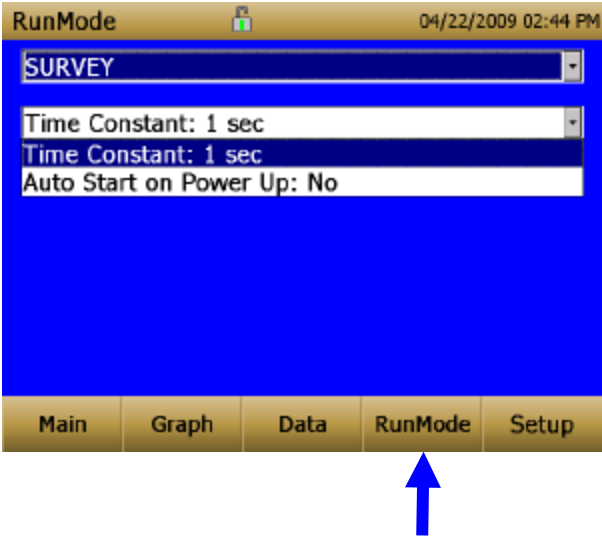 RunMode 04/22/2009 02:44 PM
SURVEY
Time Constant: 1 sec
Time Constant: 1 sec
Auto Start on Power Up: No
Main Graph Data RunMode Setup